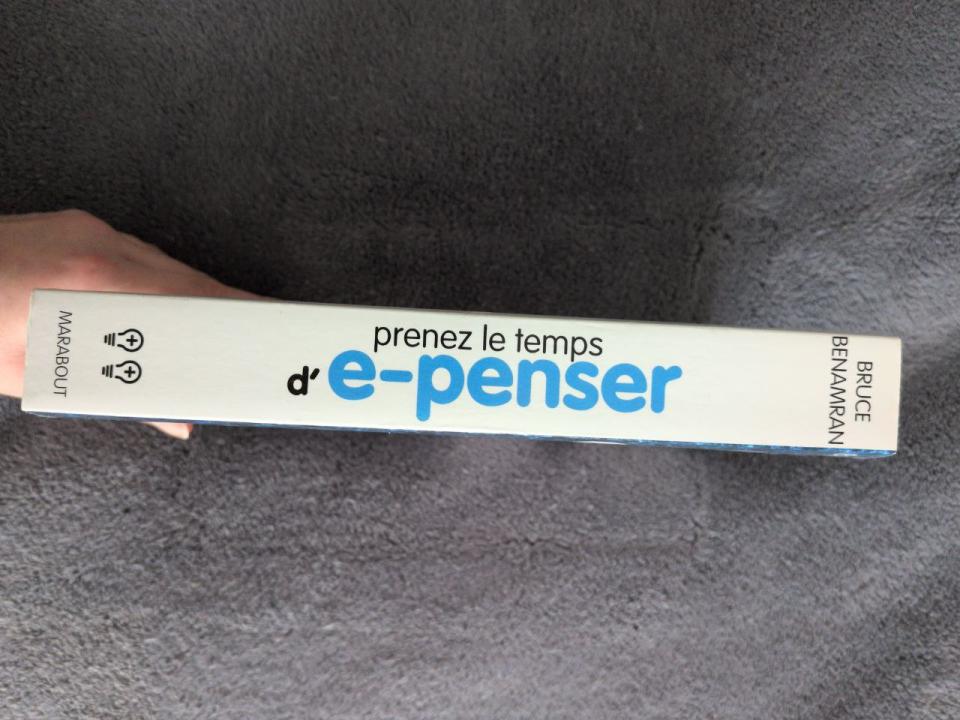 BRUCE
BENAMRAN
prenez le temps
d'e-penser
MARABOUT